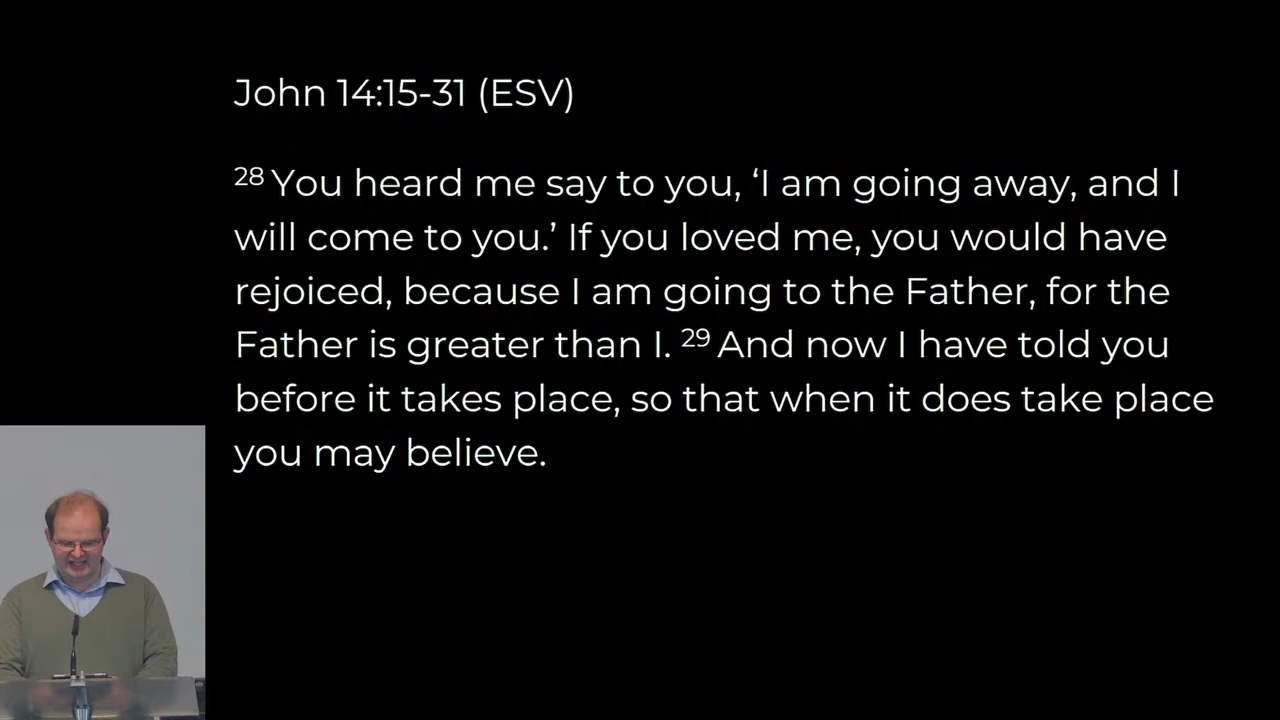 John 14:15-31 (ESV)
28 You heard me say to you, ‘I am going away, and I
will come to you.’ If you loved me, you would have
rejoiced, because I am going to the Father, for the
Father is greater than I. 29 And now I have told you
before it takes place, so that when it does take place
you may believe.